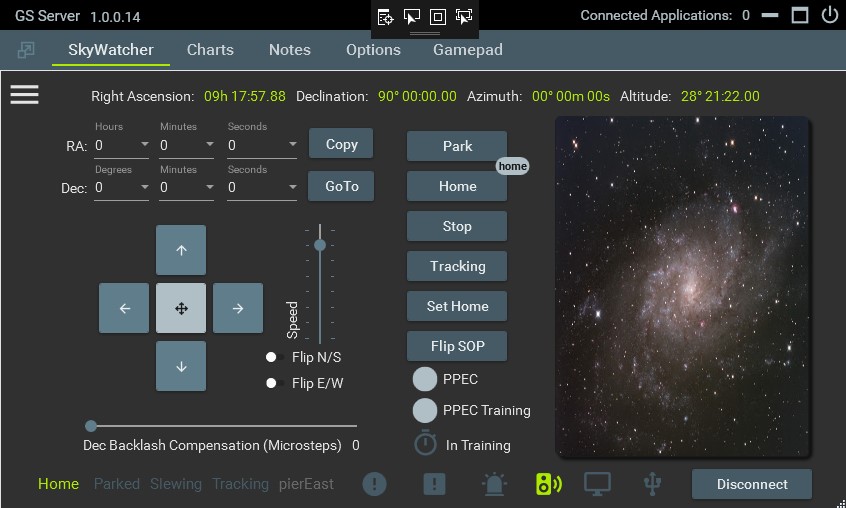 GS Server 1.0.0.14 Connected Applications: 0
SkyWatcher Charts Notes Options Gamepad
Right Ascension: 09h 17:57.88 Declination: 90° 00:00.00 Azimuth: 00° 00m 00s Altitude: 28° 21:22.00
Hours Minutes Seconds
RA: 0 0 0 Copy
Degrees Minutes Seconds
Dec: 0 0 0 GoTo
Park
home
Home
Stop
Tracking
Set Home
Flip SOP
Speed
Flip N/S
Flip E/W
PPEC
PPEC Training
In Training
Dec Backlash Compensation (Microsteps) 0
Home Parked Slewing Tracking pierEast Disconnect